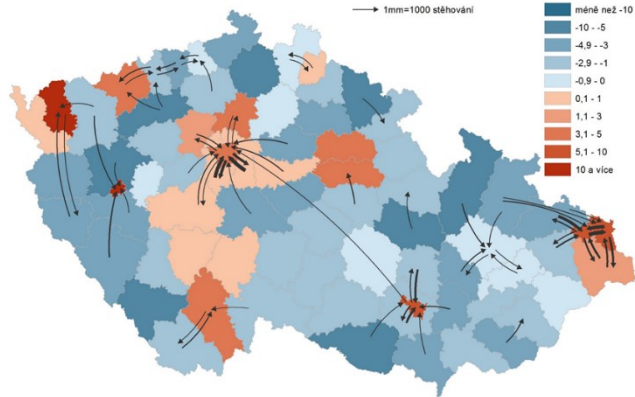 1mm=1000 stěhování
méně než -10
-10 - -5
-4,9 - -3
-2,9 - -1
-0,9 - 0
0,1 - 1
1,1 - 3
3,1 - 5
5,1 - 10
10 a více